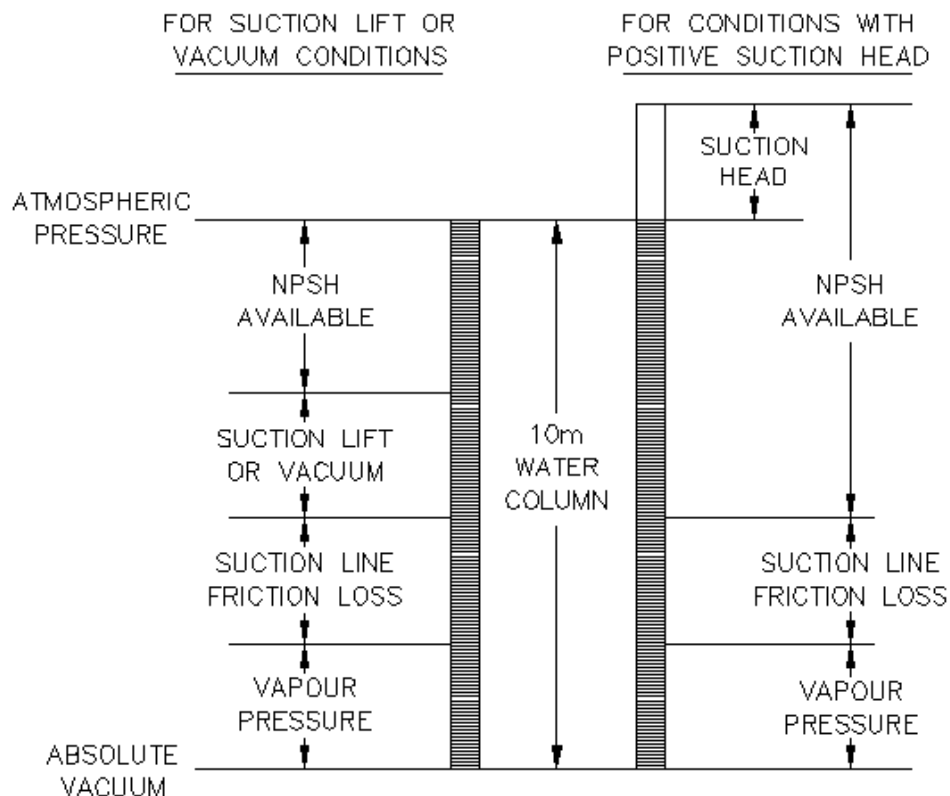 FOR SUCTION LIFT OR
VACUUM CONDITIONS
FOR CONDITIONS WITH
POSITIVE SUCTION HEAD
SUCTION
HEAD
ATMOSPHERIC
PRESSURE
NPSH
AVAILABLE
NPSH
AVAILABLE
SUCTION LIFT
OR VACUUM
10m
WATER
COLUMN
SUCTION LINE
FRICTION LOSS
SUCTION LINE
FRICTION LOSS
VAPOUR
PRESSURE
VAPOUR
PRESSURE
ABSOLUTE
VACUUM